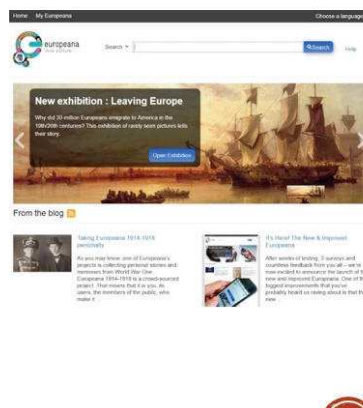 Home My Europeana Choose a language
europeana
think culture
Search
Search
Help
New exhibition : Leaving Europe
Why did 30 million Europeans emigrate to America in the
19th/20th centuries? This exhibition of rarely seen pictures tells
their story.
Open Exhibition
From the blog
Taking Europeana 1914-1918
personally
As you may know, one of Europeana's
projects is collecting personal stories and
memories from World War One.
Europeana 1914-1918 is a crowd-sourced
project. That means that it is you, its
users, the members of the public, who
make it ...
It's Here! The New & Improved
Europeana
After weeks of testing, 3 surveys and
countless feedback from you all – we're
now excited to announce the launch of the
new and improved Europeana. One of the
biggest improvements that you've
probably heard us raving about is that the
new